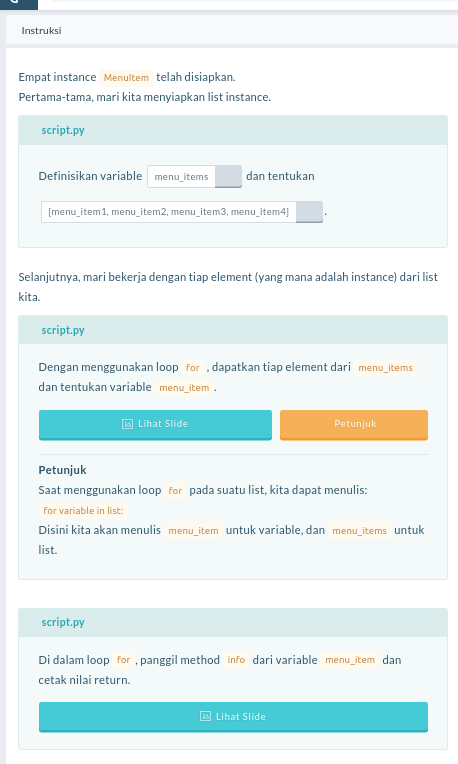 Instruksi
Empat instance MenuItem telah disiapkan.
Pertama-tama, mari kita menyiapkan list instance.
script.py
Definisikan variable menu_items dan tentukan
[menu_item1, menu_item2, menu_item3, menu_item4] .
Selanjutnya, mari bekerja dengan tiap element (yang mana adalah instance) dari list
kita.
script.py
Dengan menggunakan loop for , dapatkan tiap element dari menu_items
dan tentukan variable menu_item .
Lihat Slide
Petunjuk
Petunjuk
Saat menggunakan loop for pada suatu list, kita dapat menulis:
for variable in list:
Disini kita akan menulis menu_item untuk variable, dan menu_items untuk
list.
script.py
Di dalam loop for , panggil method info dari variable menu_item dan
cetak nilai return.
Lihat Slide